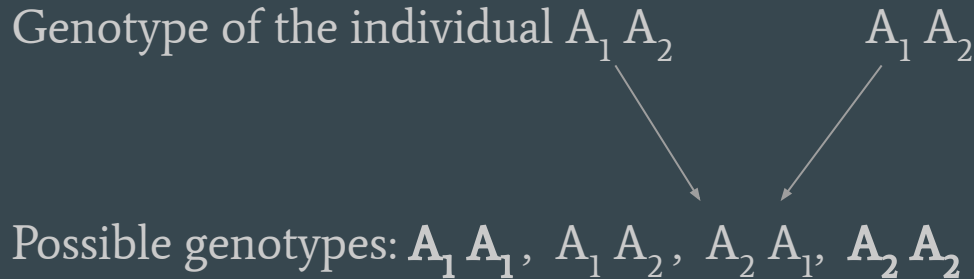 Genotype of the individual A₁ A₂ A₁ A₂
Possible genotypes: A₁ A₁, A₁ A₂, A₂ A₁, A₂ A₂